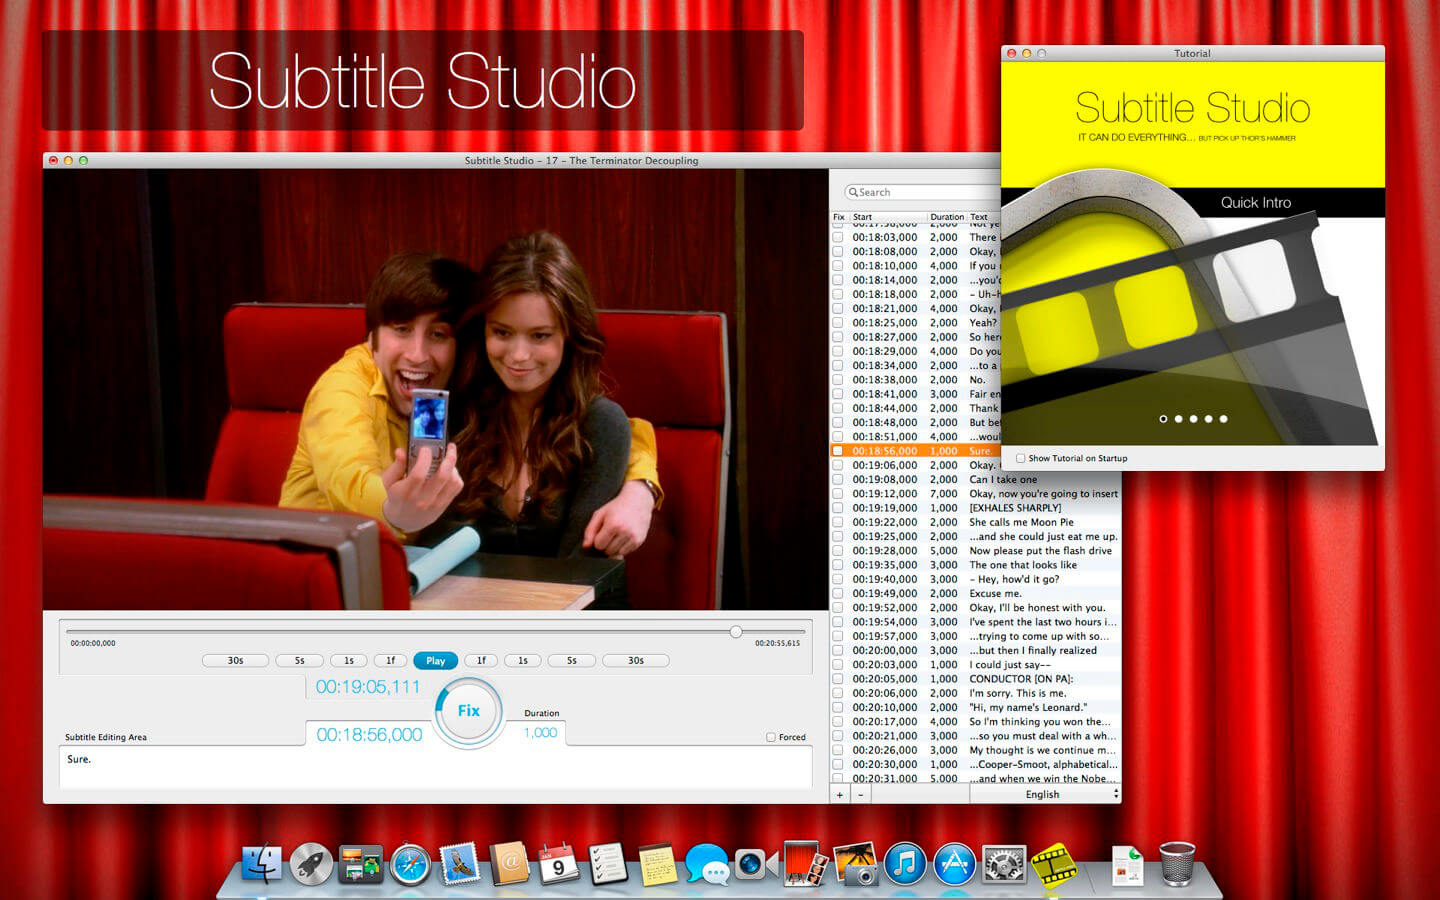 Subtitle Studio
Tutorial
Subtitle Studio
IT CAN DO EVERYTHING... BUT PICK UP THOR'S HAMMER
Quick Intro
Show Tutorial on Startup
Subtitle Studio - 17 - The Terminator Decoupling
Search
Fix Start Duration Text
00:17:58,000 2,000 Not ye
00:18:03,000 2,000 There
00:18:08,000 2,000 Okay,
00:18:10,000 4,000 If you
00:18:14,000 2,000 ...you'
00:18:18,000 2,000 - Uh-h
00:18:21,000 4,000 Okay,
00:18:25,000 2,000 Yeah?
00:18:27,000 2,000 So her
00:18:29,000 4,000 Do you
00:18:34,000 2,000 ...to a
00:18:38,000 2,000 No.
00:18:41,000 3,000 Fair en
00:18:44,000 2,000 Thank
00:18:48,000 2,000 But bef
00:18:51,000 4,000 ...woul
00:18:56,000 1,000 Sure.
00:19:06,000 2,000 Okay.
00:19:08,000 2,000 Can I take one
00:19:12,000 7,000 Okay, now you're going to insert
00:19:19,000 1,000 [EXHALES SHARPLY]
00:19:22,000 2,000 She calls me Moon Pie
00:19:25,000 2,000 ...and she could just eat me up.
00:19:28,000 5,000 Now please put the flash drive
00:19:35,000 3,000 The one that looks like
00:19:40,000 3,000 - Hey, how'd it go?
00:19:49,000 2,000 Excuse me.
00:19:52,000 2,000 Okay, I'll be honest with you.
00:19:54,000 3,000 I've spent the last two hours i...
00:19:57,000 3,000 ...trying to come up with so...
00:20:00,000 3,000 ...but then I finally realized
00:20:03,000 1,000 I could just say--
00:20:05,000 1,000 CONDUCTOR [ON PA]:
00:20:06,000 2,000 I'm sorry. This is me.
00:20:10,000 2,000 "Hi, my name's Leonard."
00:20:17,000 4,000 So I'm thinking you won the...
00:20:21,000 3,000 ...so you must deal with a wh...
00:20:26,000 3,000 My thought is we continue m...
00:20:30,000 1,000 ...Cooper-Smoot, alphabetical...
00:20:31,000 5,000 ...and when we win the Nobe...
+ - English
00:00:00,000 00:20:55,615
30s 5s 1s 1f Play 1f 1s 5s 30s
00:19:05,111
Fix
Duration
00:18:56,000 1,000
Subtitle Editing Area Forced
Sure.
JAN
9